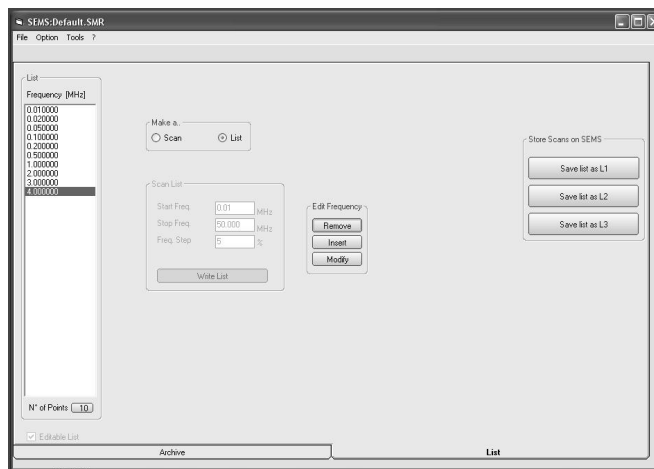 SEMS:Default.SMR
File Option Tools ?
List
Frequency [MHz]
0.010000
0.020000
0.050000
0.100000
0.200000
0.500000
1.000000
2.000000
3.000000
4.000000
N° of Points 10
Editable List
Make a..
Scan List
Scan List
Start Freq. 0.01 MHz
Stop Freq. 50.000 MHz
Freq. Step 5 %
Write List
Edit Frequency
Remove
Insert
Modify
Store Scans on SEMS
Save list as L1
Save list as L2
Save list as L3
Archive List